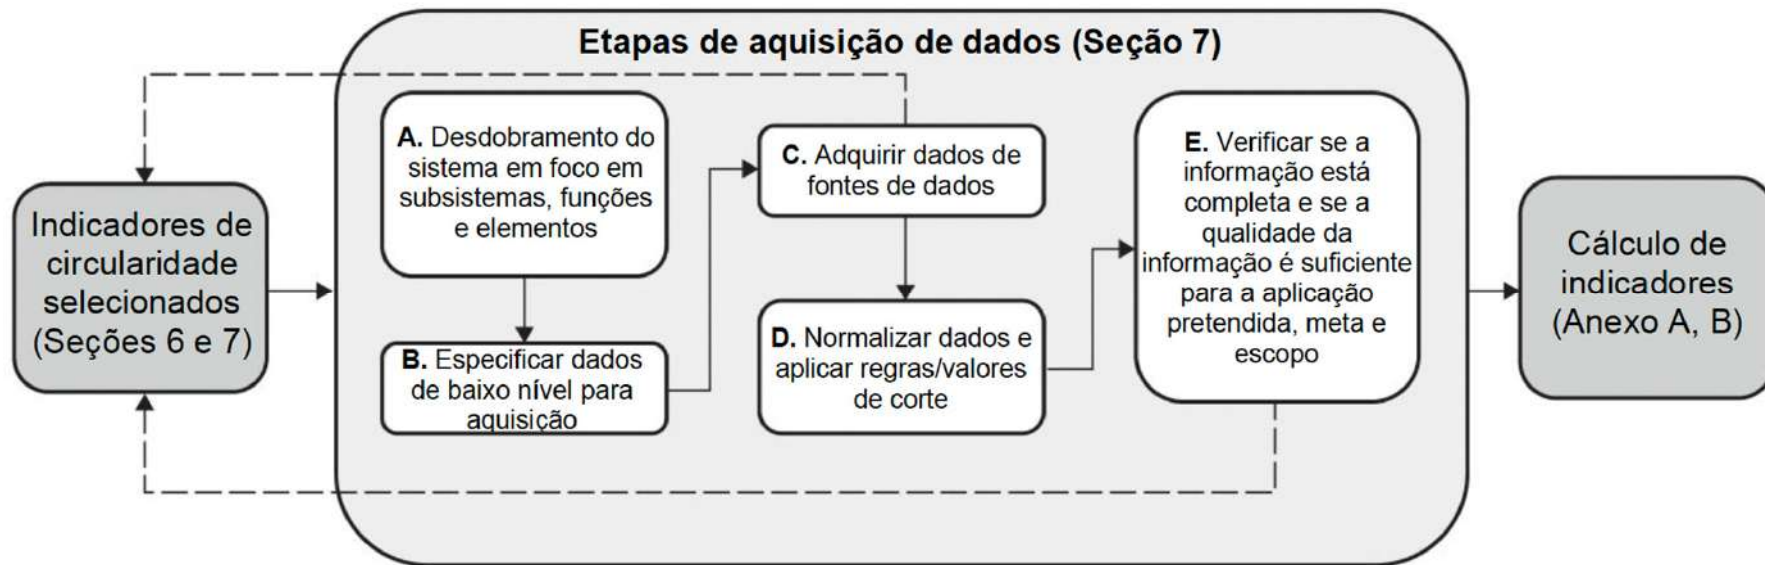 Etapas de aquisição de dados (Seção 7)
Indicadores de
circularidade
selecionados
(Seções 6 e 7)
A. Desdobramento do
sistema em foco em
subsistemas, funções
e elementos
B. Especificar dados
de baixo nível para
aquisição
C. Adquirir dados de
fontes de dados
D. Normalizar dados e
aplicar regras/valores
de corte
E. Verificar se a
informação está
completa e se a
qualidade da
informação é suficiente
para a aplicação
pretendida, meta e
escopo
Cálculo de
indicadores
(Anexo A, B)